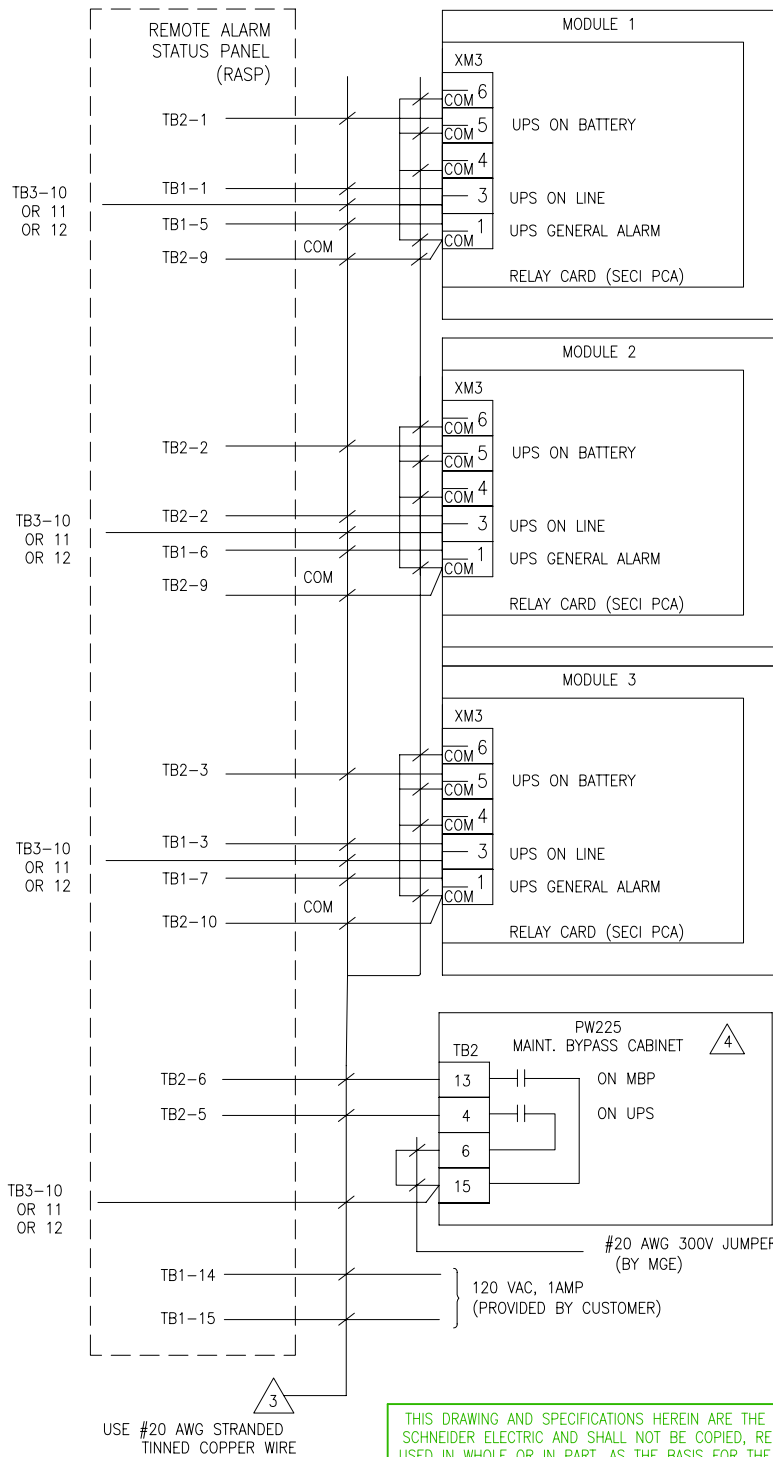 REMOTE ALARM
STATUS PANEL
(RASP)
MODULE 1
XM3
COM 6
TB2-1
COM 5 UPS ON BATTERY
COM 4
TB3-10
OR 11
OR 12
TB1-1
3 UPS ON LINE
TB1-5
1 UPS GENERAL ALARM
COM
TB2-9
COM
RELAY CARD (SECI PCA)
MODULE 2
XM3
COM 6
TB2-2
COM 5 UPS ON BATTERY
COM 4
TB3-10
OR 11
OR 12
TB2-2
3 UPS ON LINE
TB1-6
1 UPS GENERAL ALARM
COM
TB2-9
COM
RELAY CARD (SECI PCA)
MODULE 3
XM3
COM 6
TB2-3
COM 5 UPS ON BATTERY
COM 4
TB3-10
OR 11
OR 12
TB1-3
3 UPS ON LINE
TB1-7
1 UPS GENERAL ALARM
COM
TB2-10
COM
RELAY CARD (SECI PCA)
PW225
MAINT. BYPASS CABINET
4
TB2
TB2-6
13 ON MBP
TB2-5
4 ON UPS
6
15
TB3-10
OR 11
OR 12
#20 AWG 300V JUMPER
(BY MGE)
TB1-14
120 VAC, 1AMP
(PROVIDED BY CUSTOMER)
TB1-15
3
USE #20 AWG STRANDED
TINNED COPPER WIRE
THIS DRAWING AND SPECIFICATIONS HEREIN ARE THE
SCHNEIDER ELECTRIC AND SHALL NOT BE COPIED, RE
USED IN WHOLE OR IN PART, AS THE BASIS FOR THE